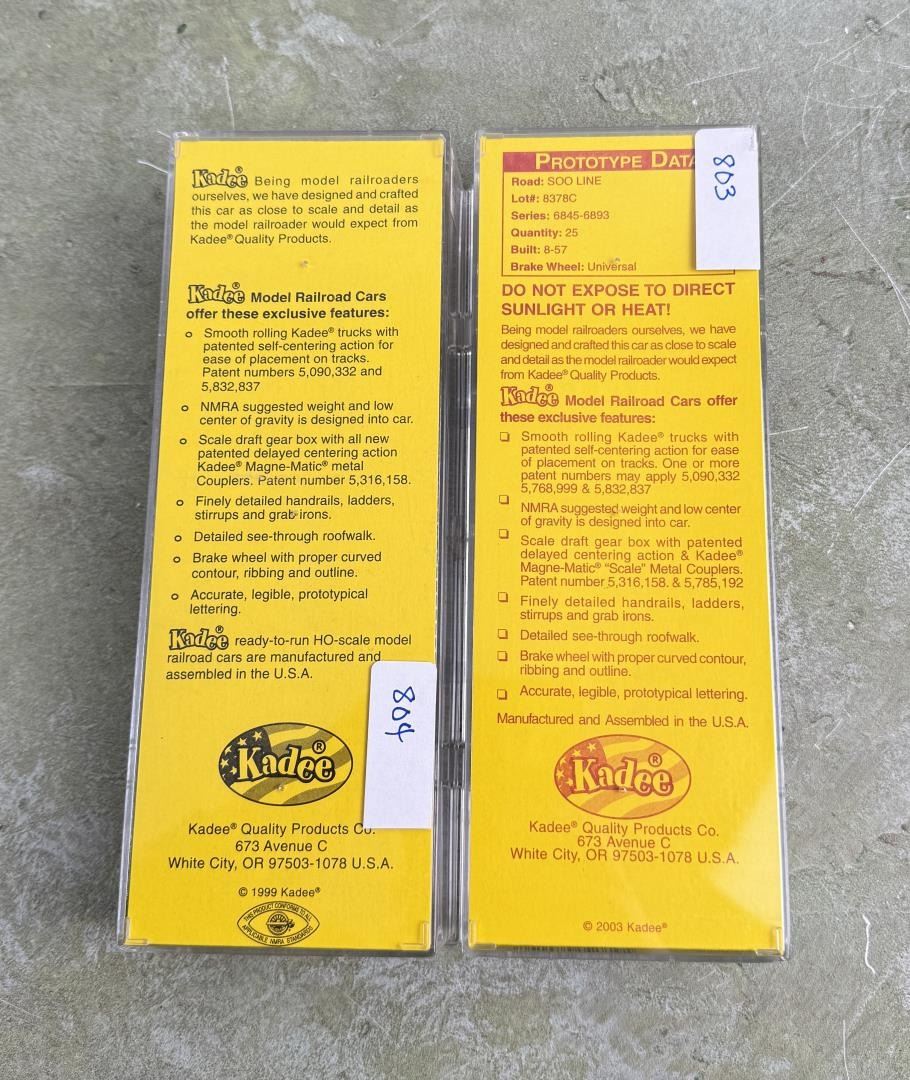 Kadee® Being model railroaders
ourselves, we have designed and crafted
this car as close to scale and detail as
the model railroader would expect from
Kadee® Quality Products.
Kadee® Model Railroad Cars
offer these exclusive features:
o Smooth rolling Kadee® trucks with
patented self-centering action for
ease of placement on tracks.
Patent numbers 5,090,332 and
5,832,837
o NMRA suggested weight and low
center of gravity is designed into car.
o Scale draft gear box with all new
patented delayed centering action
Kadee® Magne-Matic® metal
Couplers. Patent number 5,316,158.
o Finely detailed handrails, ladders,
stirrups and grab irons.
o Detailed see-through roofwalk.
o Brake wheel with proper curved
contour, ribbing and outline.
o Accurate, legible, prototypical
lettering.
Kadee® ready-to-run HO-scale model
railroad cars are manufactured and
assembled in the U.S.A.
804
Kadee®
Kadee® Quality Products Co.
673 Avenue C
White City, OR 97503-1078 U.S.A.
© 1999 Kadee®
THIS PRODUCT CONFORMS TO ALL
APPLICABLE NMRA STANDARDS
PROTOTYPE DATA
803
Road: SOO LINE
Lot#: 8378C
Series: 6845-6893
Quantity: 25
Built: 8-57
Brake Wheel: Universal
DO NOT EXPOSE TO DIRECT
SUNLIGHT OR HEAT!
Being model railroaders ourselves, we have
designed and crafted this car as close to scale
and detail as the model railroader would expect
from Kadee® Quality Products.
Kadee® Model Railroad Cars offer
these exclusive features:
❏ Smooth rolling Kadee® trucks with
patented self-centering action for ease
of placement on tracks. One or more
patent numbers may apply 5,090,332
5,768,999 & 5,832,837
❏ NMRA suggested weight and low center
of gravity is designed into car.
❏ Scale draft gear box with patented
delayed centering action & Kadee®
Magne-Matic® “Scale” Metal Couplers.
Patent number 5,316,158. & 5,785,192
❏ Finely detailed handrails, ladders,
stirrups and grab irons.
❏ Detailed see-through roofwalk.
❏ Brake wheel with proper curved contour,
ribbing and outline.
❏ Accurate, legible, prototypical lettering.
Manufactured and Assembled in the U.S.A.
Kadee®
Kadee® Quality Products Co.
673 Avenue C
White City, OR 97503-1078 U.S.A.
© 2003 Kadee®